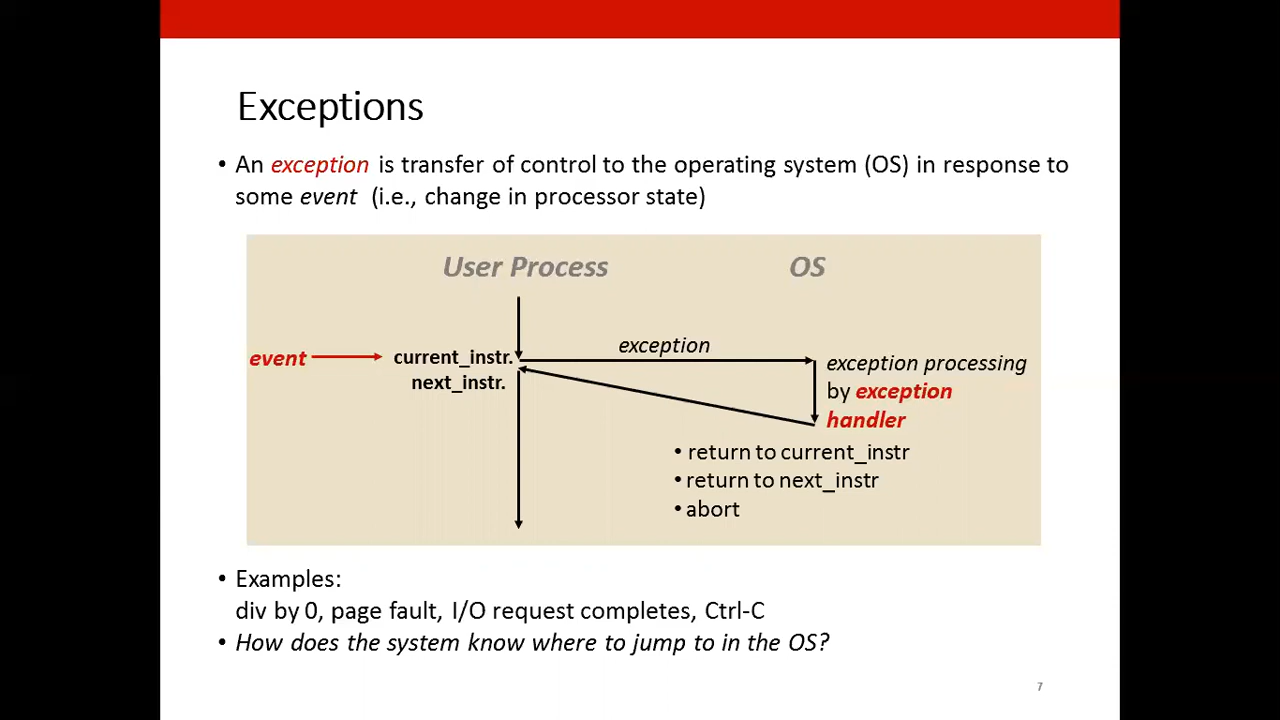 Exceptions
• An exception is transfer of control to the operating system (OS) in response to
some event (i.e., change in processor state)
User Process OS
event current_instr. exception
next_instr.
exception processing
by exception
handler
• return to current_instr
• return to next_instr
• abort
• Examples:
div by 0, page fault, I/O request completes, Ctrl-C
• How does the system know where to jump to in the OS?
7